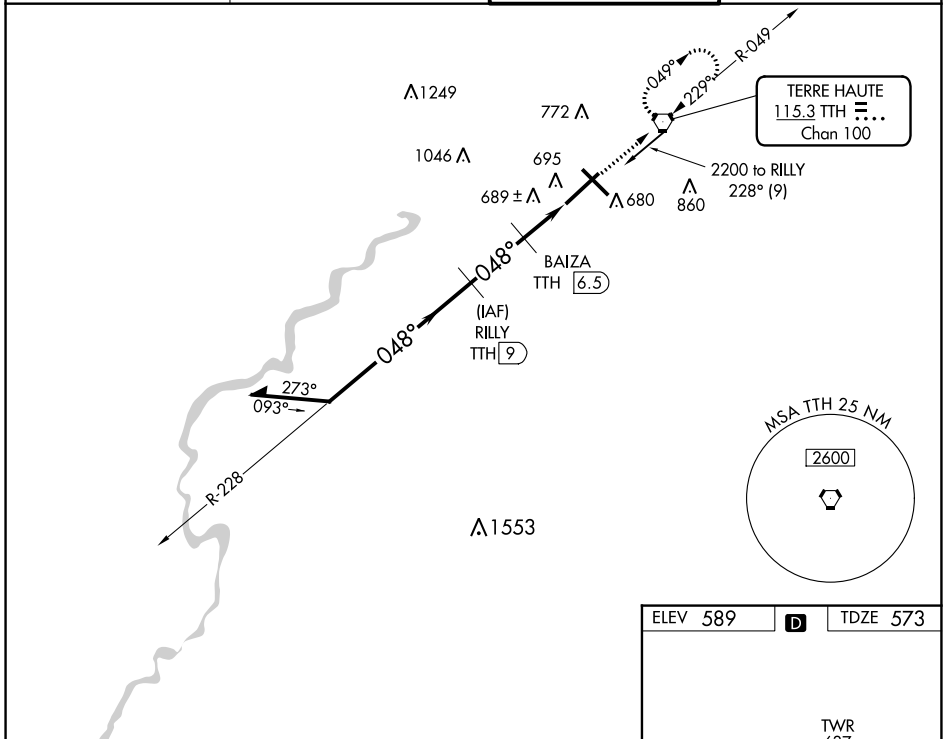 R-049
049°
229°
1249
772
TERRE HAUTE
115.3 TTH
Chan 100
1046
695
2200 to RILLY
228° (9)
689 ±
680
860
048°
BAIZA
TTH 6.5
(IAF)
RILLY
TTH 9
048°
273°
093°
MSA TTH 25 NM
2600
R-228
1553
ELEV 589
D
TDZE 573
TWR